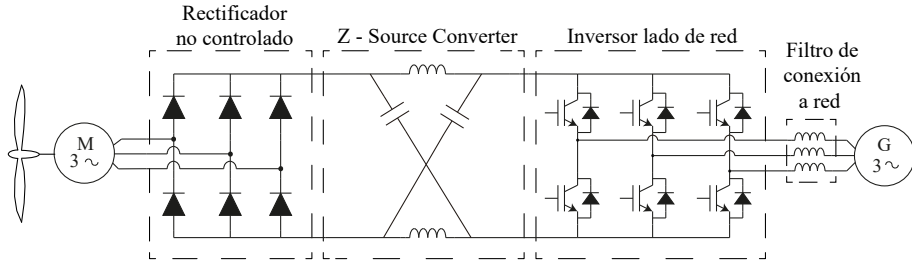 Rectificador
no controlado
Z - Source Converter
Inversor lado de red
Filtro de
conexión
a red
M
3 ~
G
3 ~